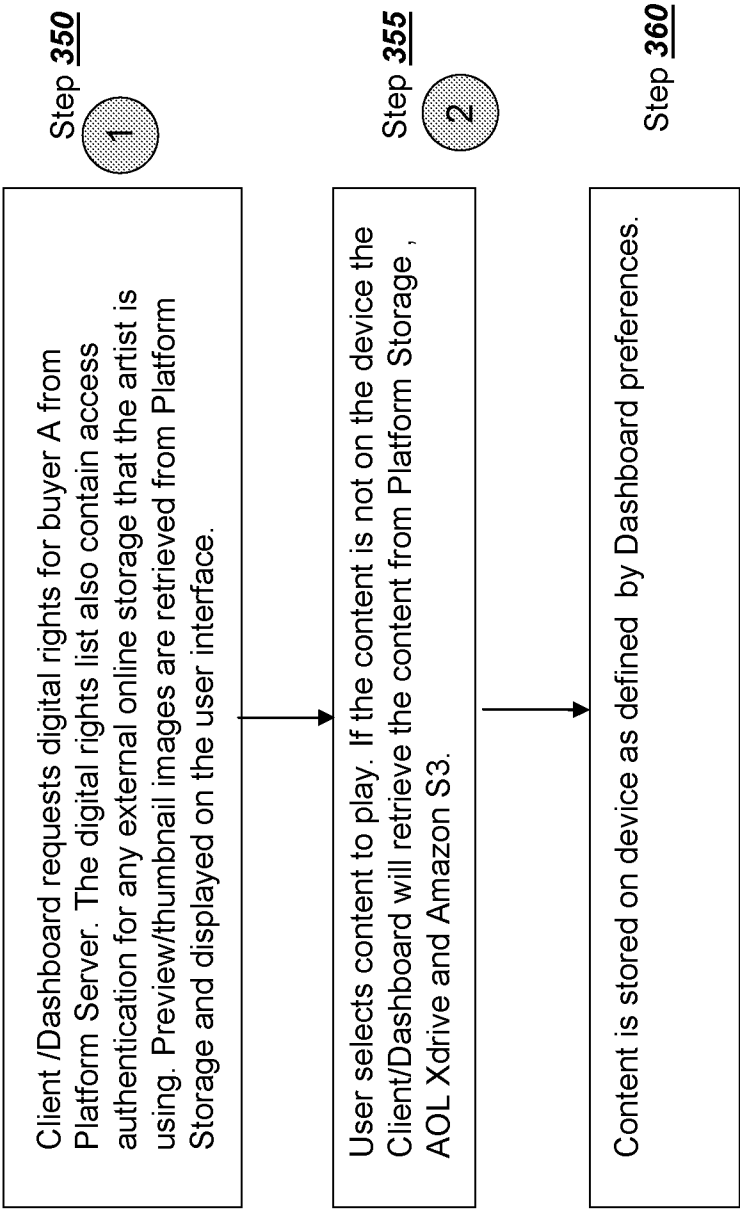 Step 350
1
Client /Dashboard requests digital rights for buyer A from
Platform Server. The digital rights list also contain access
authentication for any external online storage that the artist is
using. Preview/thumbnail images are retrieved from Platform
Storage and displayed on the user interface.
Step 355
2
User selects content to play. If the content is not on the device the
Client/Dashboard will retrieve the content from Platform Storage ,
AOL Xdrive and Amazon S3.
Step 360
Content is stored on device as defined  by Dashboard preferences.